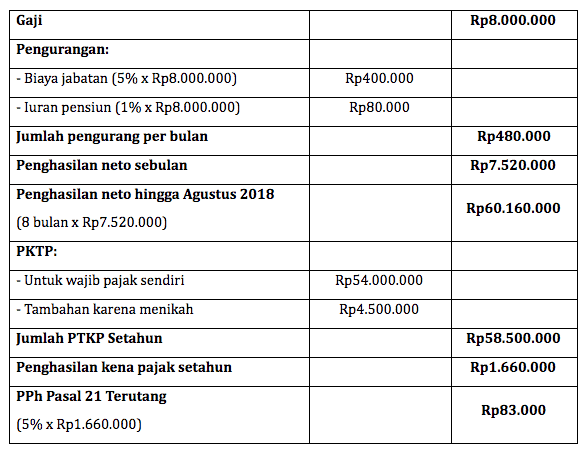 Gaji Rp8.000.000
Pengurangan:
- Biaya jabatan (5% x Rp8.000.000) Rp400.000
- Iuran pensiun (1% x Rp8.000.000) Rp80.000
Jumlah pengurang per bulan Rp480.000
Penghasilan neto sebulan Rp7.520.000
Penghasilan neto hingga Agustus 2018
(8 bulan x Rp7.520.000) Rp60.160.000
PKTP:
- Untuk wajib pajak sendiri Rp54.000.000
- Tambahan karena menikah Rp4.500.000
Jumlah PTKP Setahun Rp58.500.000
Penghasilan kena pajak setahun Rp1.660.000
PPh Pasal 21 Terutang
(5% x Rp1.660.000) Rp83.000